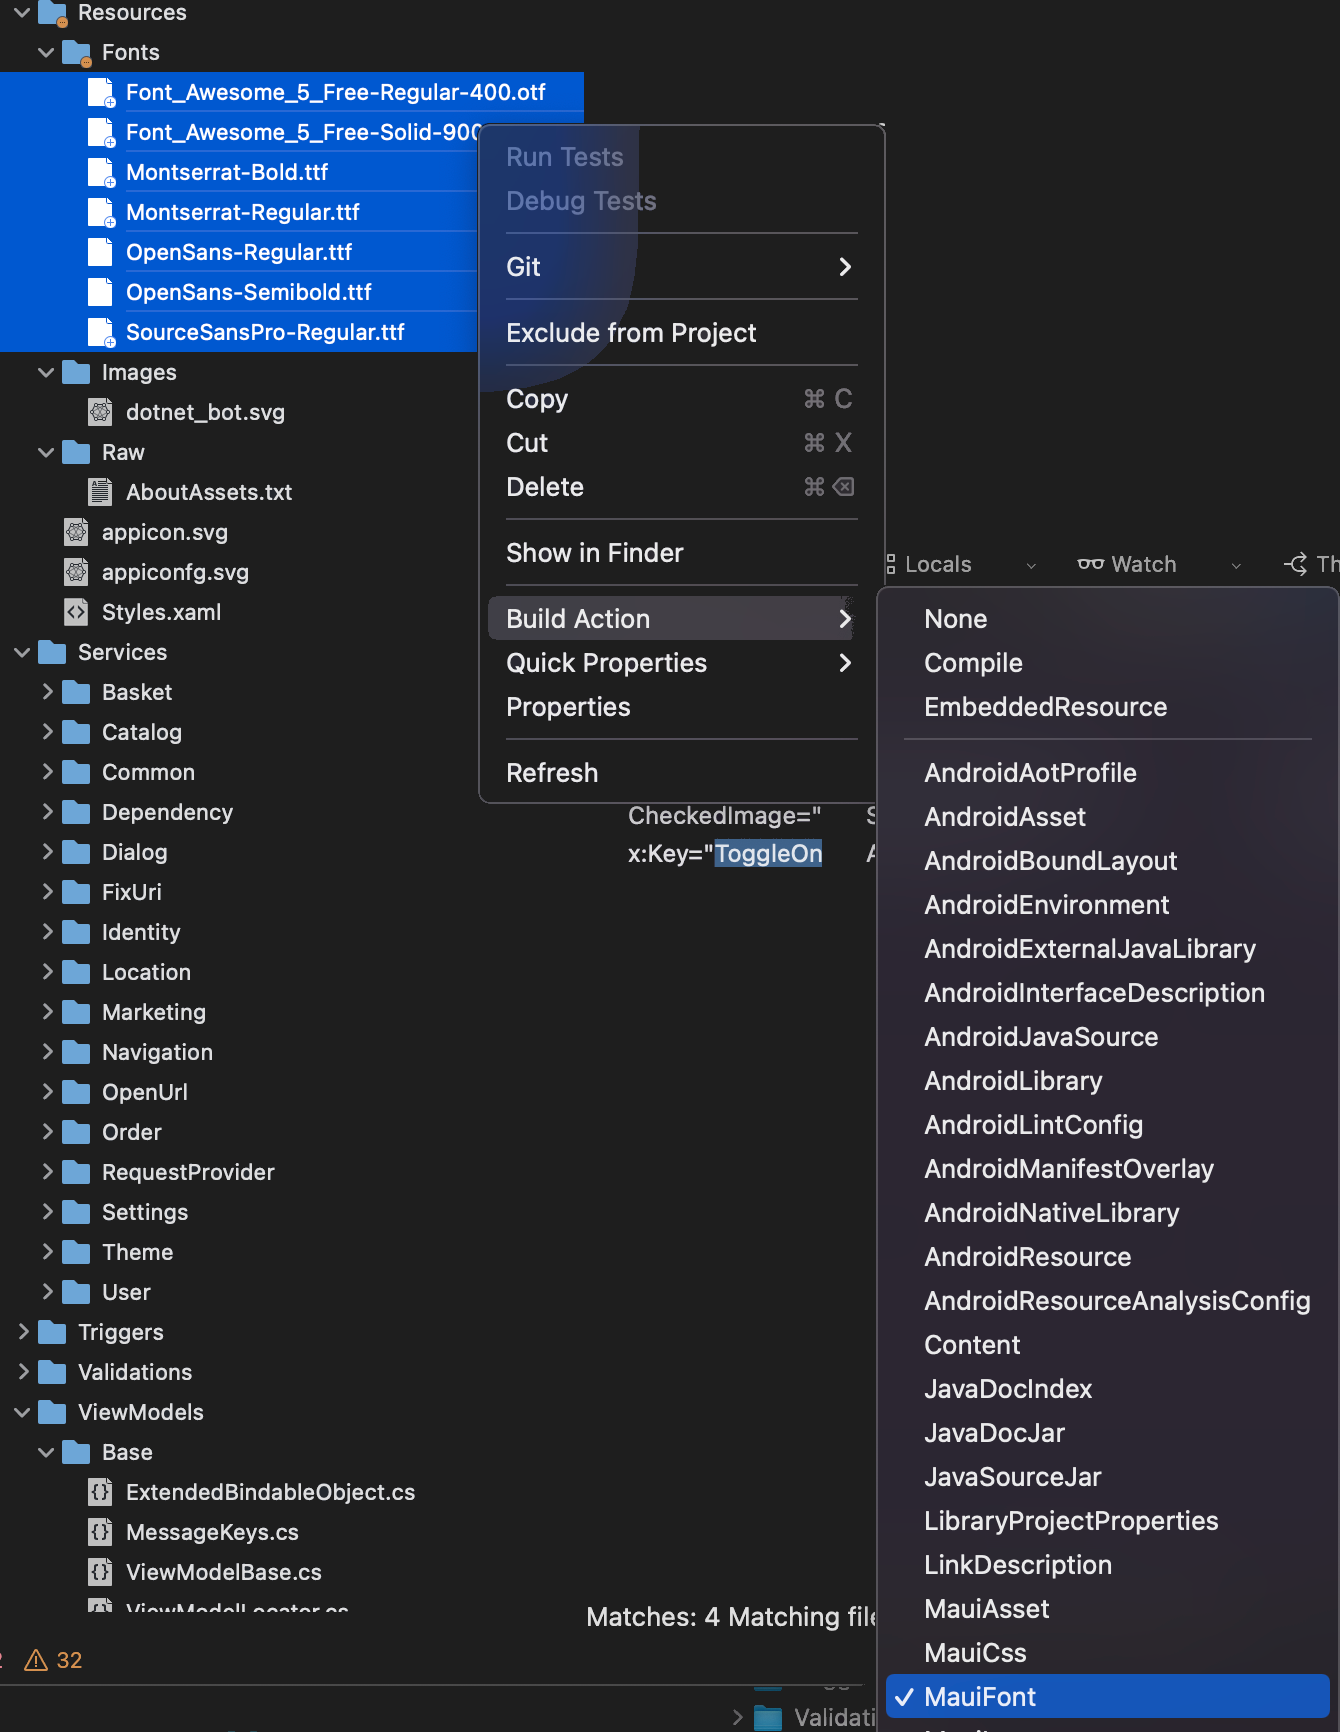 Resources
Fonts
Font_Awesome_5_Free-Regular-400.otf
Font_Awesome_5_Free-Solid-900
Montserrat-Bold.ttf
Montserrat-Regular.ttf
OpenSans-Regular.ttf
OpenSans-Semibold.ttf
SourceSansPro-Regular.ttf
Images
dotnet_bot.svg
Raw
AboutAssets.txt
appicon.svg
appiconfg.svg
Styles.xaml
Services
Basket
Catalog
Common
Dependency
Dialog
FixUri
Identity
Location
Marketing
Navigation
OpenUrl
Order
RequestProvider
Settings
Theme
User
Triggers
Validations
ViewModels
Base
ExtendedBindableObject.cs
MessageKeys.cs
ViewModelBase.cs
ViewModelLocator.cs
32
Run Tests
Debug Tests
Git
Exclude from Project
Copy ⌘ C
Cut ⌘ X
Delete ⌘ ⌫
Show in Finder
Build Action
Quick Properties
Properties
Refresh
Locals Watch Th
CheckedImage="
x:Key="ToggleOn
Matches: 4 Matching file
Validati
None
Compile
EmbeddedResource
AndroidAotProfile
AndroidAsset
AndroidBoundLayout
AndroidEnvironment
AndroidExternalJavaLibrary
AndroidInterfaceDescription
AndroidJavaSource
AndroidLibrary
AndroidLintConfig
AndroidManifestOverlay
AndroidNativeLibrary
AndroidResource
AndroidResourceAnalysisConfig
Content
JavaDocIndex
JavaDocJar
JavaSourceJar
LibraryProjectProperties
LinkDescription
MauiAsset
MauiCss
✓ MauiFont